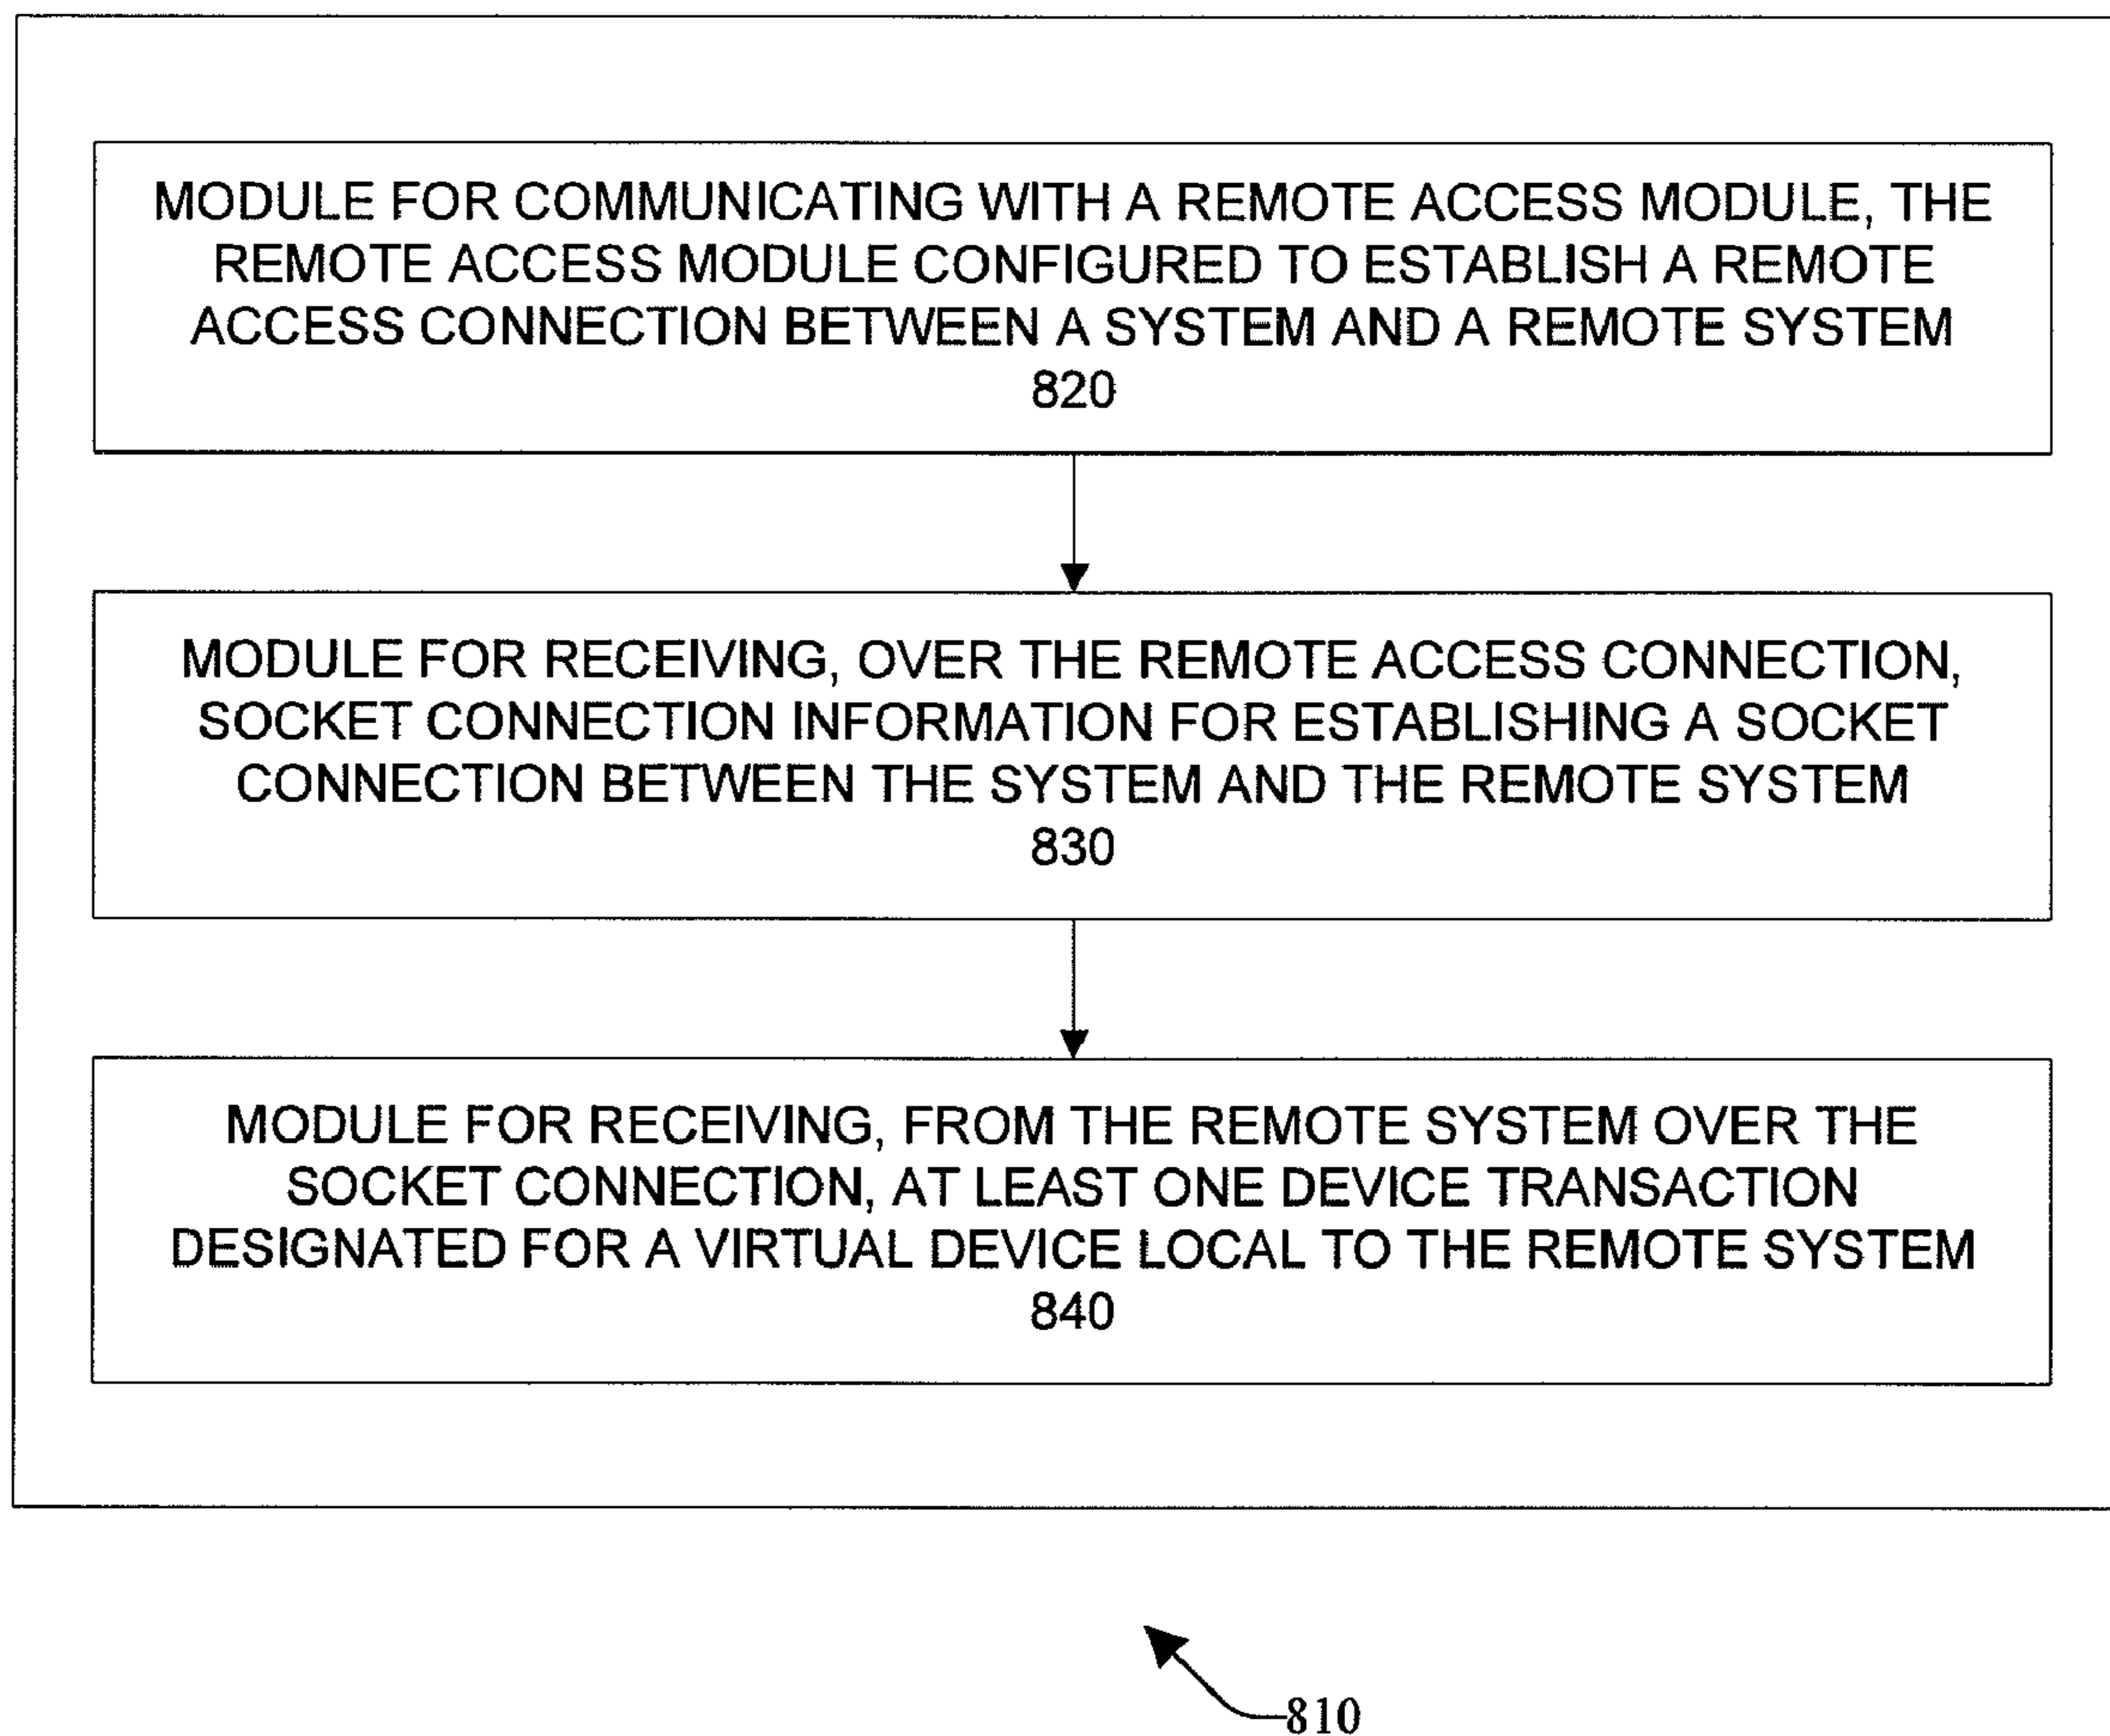 MODULE FOR COMMUNICATING WITH A REMOTE ACCESS MODULE, THE
REMOTE ACCESS MODULE CONFIGURED TO ESTABLISH A REMOTE
ACCESS CONNECTION BETWEEN A SYSTEM AND A REMOTE SYSTEM
820
MODULE FOR RECEIVING, OVER THE REMOTE ACCESS CONNECTION,
SOCKET CONNECTION INFORMATION FOR ESTABLISHING A SOCKET
CONNECTION BETWEEN THE SYSTEM AND THE REMOTE SYSTEM
830
MODULE FOR RECEIVING, FROM THE REMOTE SYSTEM OVER THE
SOCKET CONNECTION, AT LEAST ONE DEVICE TRANSACTION
DESIGNATED FOR A VIRTUAL DEVICE LOCAL TO THE REMOTE SYSTEM
840
810